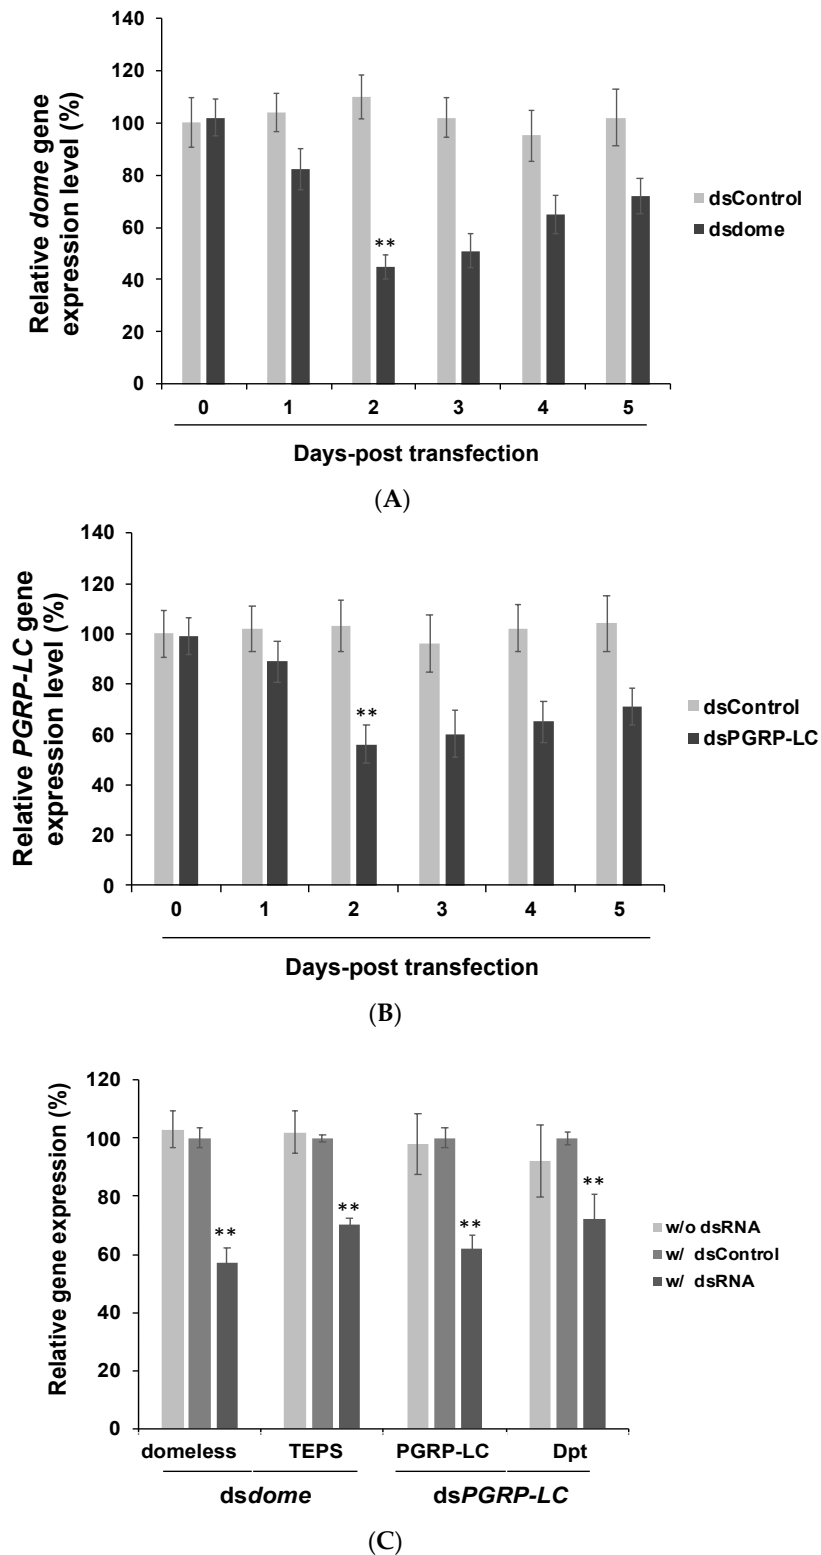 140
120
100
80
60
40
20
0
Relative dome gene
expression level (%)
**
dsControl
dsdome
0 1 2 3 4 5
Days-post transfection
(A)
140
120
100
80
60
40
20
0
Relative PGRP-LC gene
expression level (%)
**
dsControl
dsPGRP-LC
0 1 2 3 4 5
Days-post transfection
(B)
120
100
80
60
40
20
0
Relative gene expression (%)
** ** ** **
w/o dsRNA
w/ dsControl
w/ dsRNA
domeless TEPS PGRP-LC Dpt
dsdome dsPGRP-LC
(C)